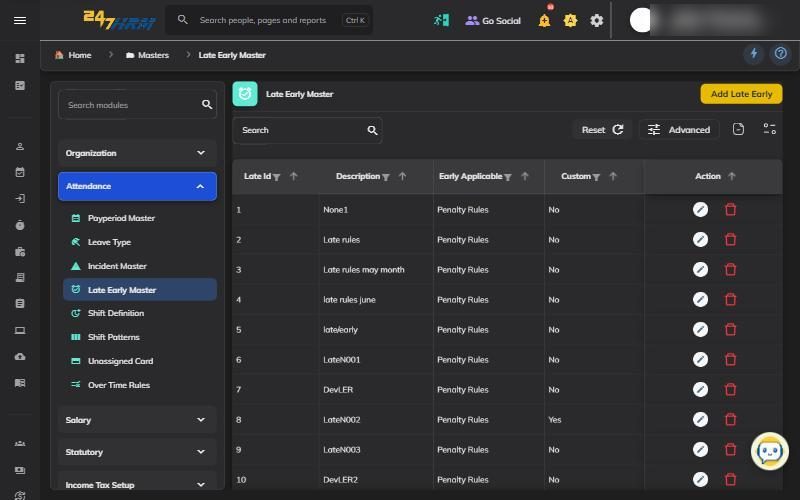 247HRM
Search people, pages and reports
Ctrl K
Go Social
Home > Masters > Late Early Master
Search modules
Organization
Attendance
Payperiod Master
Leave Type
Incident Master
Late Early Master
Shift Definition
Shift Patterns
Unassigned Card
Over Time Rules
Salary
Statutory
Income Tax Setup
Late Early Master
Add Late Early
Search
Reset
Advanced
Late Id Description Early Applicable Custom Action
1 None1 Penalty Rules No
2 Late rules Penalty Rules No
3 Late rules may month Penalty Rules No
4 late rules june Penalty Rules No
5 late/early Penalty Rules No
6 LateN001 Penalty Rules No
7 DevLER Penalty Rules No
8 LateN002 Penalty Rules Yes
9 LateN003 Penalty Rules No
10 DevLER2 Penalty Rules No